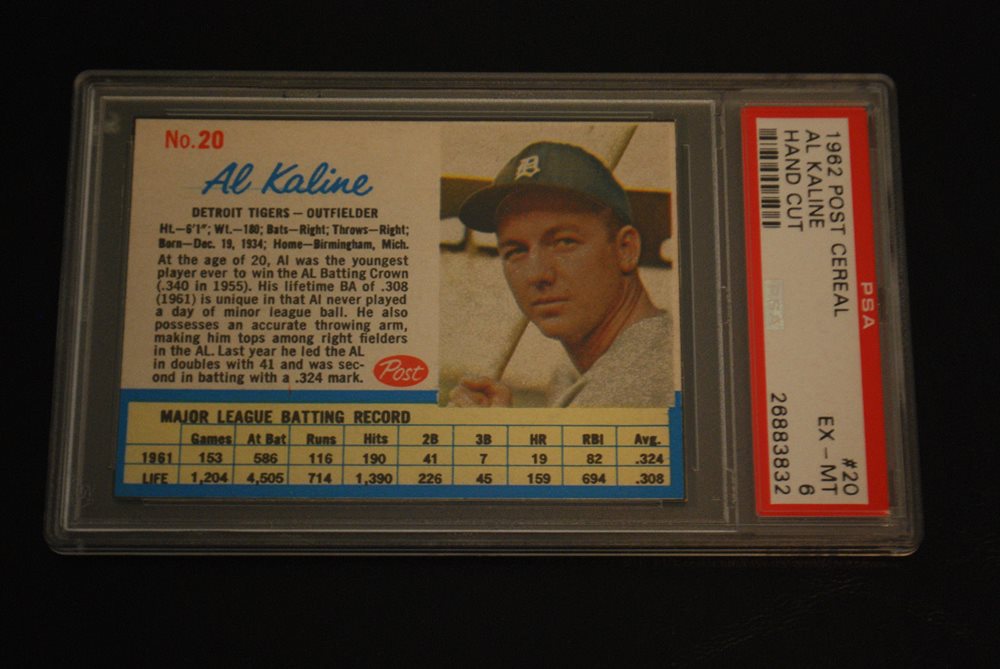 No. 20
Al Kaline
DETROIT TIGERS – OUTFIELDER
Ht.–6'1"; Wt.–180; Bats–Right; Throws–Right;
Born–Dec. 19, 1934; Home–Birmingham, Mich.
At the age of 20, Al was the youngest
player ever to win the AL Batting Crown
(.340 in 1955). His lifetime BA of .308
(1961) is unique in that Al never played
a day of minor league ball. He also
possesses an accurate throwing arm,
making him tops among right fielders
in the AL. Last year he led the AL
in doubles with 41 and was sec-
ond in batting with a .324 mark.
Post
MAJOR LEAGUE BATTING RECORD
Games At Bat Runs Hits 2B 3B HR RBI Avg.
1961 153 586 116 190 41 7 19 82 .324
LIFE 1,204 4,505 714 1,390 226 45 159 694 .308
B
PSA
1962 POST CEREAL #20
AL KALINE EX - MT
HAND CUT 6
26883832
PSA